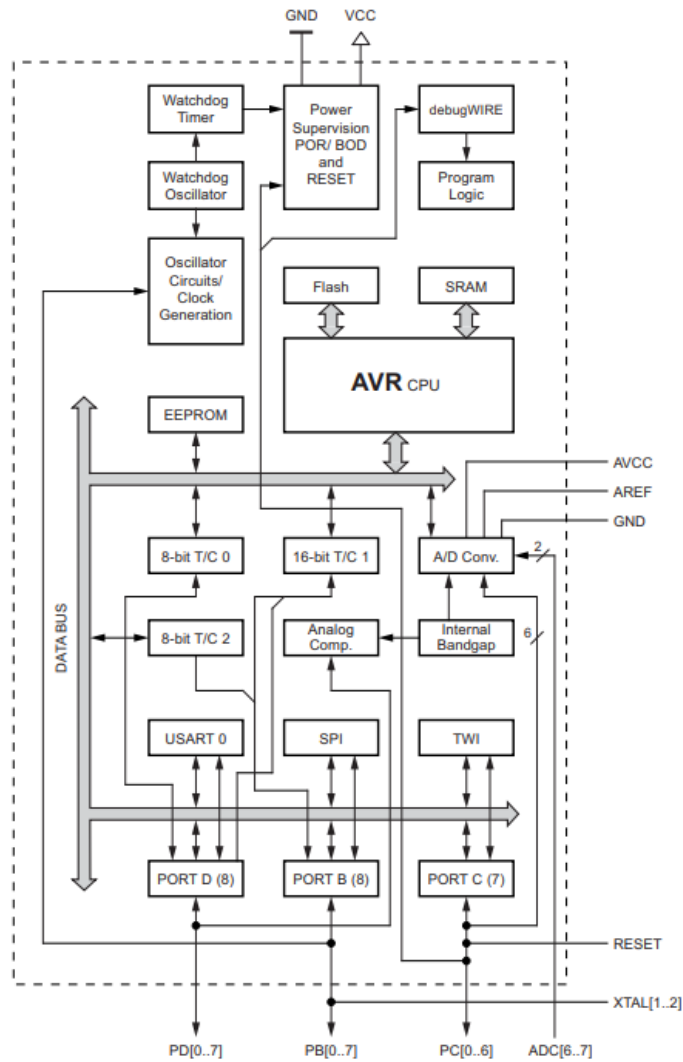 GND
VCC
Watchdog
Timer
Power
Supervision
POR/ BOD
and
RESET
debugWIRE
Watchdog
Oscillator
Program
Logic
Oscillator
Circuits/
Clock
Generation
Flash
SRAM
AVR CPU
EEPROM
AVCC
AREF
GND
8-bit T/C 0
16-bit T/C 1
A/D Conv.
2
DATA BUS
8-bit T/C 2
Analog
Comp.
Internal
Bandgap
6
USART 0
SPI
TWI
PORT D (8)
PORT B (8)
PORT C (7)
RESET
XTAL[1..2]
PD[0..7]
PB[0..7]
PC[0..6]
ADC[6..7]